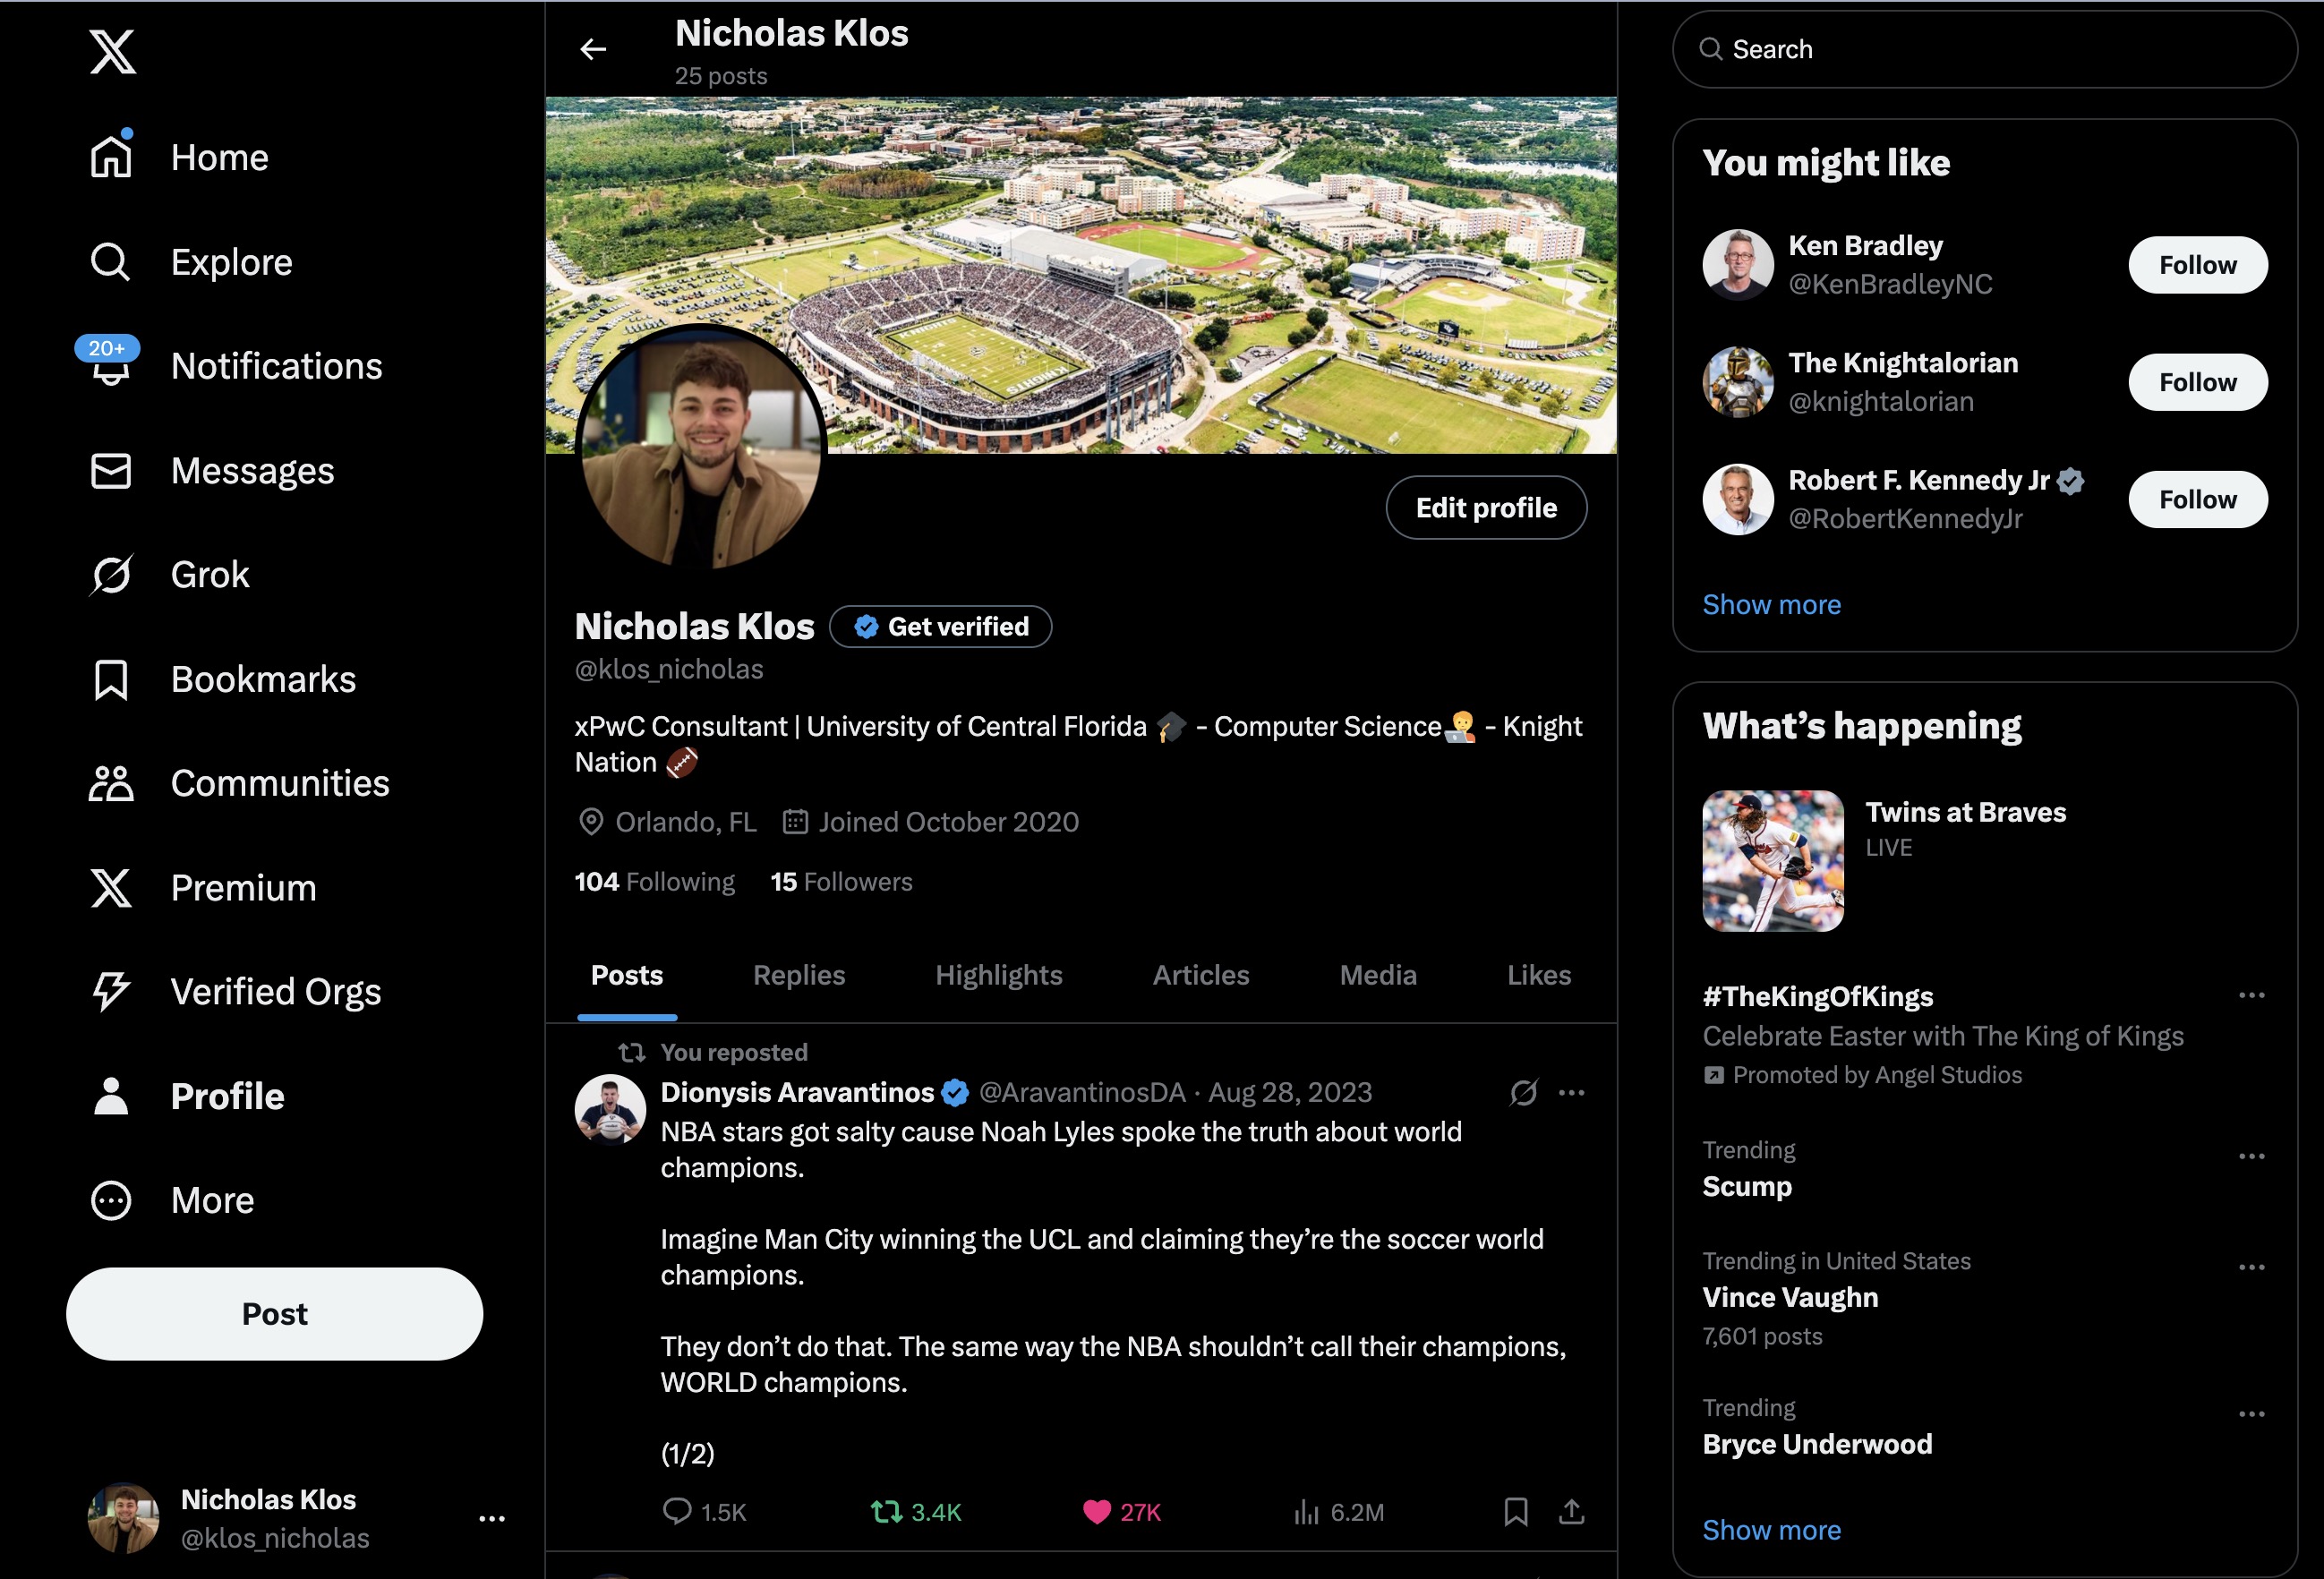 Home
Explore
20+
Notifications
Messages
Grok
Bookmarks
Communities
Premium
Verified Orgs
Profile
More
Post
Nicholas Klos
@klos_nicholas
Nicholas Klos
25 posts
KNIGHTS
Edit profile
Nicholas Klos
Get verified
@klos_nicholas
xPwC Consultant | University of Central Florida 🎓 - Computer Science🧑‍💻 - Knight
Nation 🏈
Orlando, FL Joined October 2020
104 Following 15 Followers
Posts Replies Highlights Articles Media Likes
You reposted
Dionysis Aravantinos @AravantinosDA · Aug 28, 2023
NBA stars got salty cause Noah Lyles spoke the truth about world
champions.
Imagine Man City winning the UCL and claiming they’re the soccer world
champions.
They don’t do that. The same way the NBA shouldn’t call their champions,
WORLD champions.
(1/2)
1.5K 3.4K 27K 6.2M
Search
You might like
Ken Bradley
@KenBradleyNC
Follow
The Knightalorian
@knightalorian
Follow
Robert F. Kennedy Jr
@RobertKennedyJr
Follow
Show more
What’s happening
Twins at Braves
LIVE
#TheKingOfKings
Celebrate Easter with The King of Kings
Promoted by Angel Studios
Trending
Scump
Trending in United States
Vince Vaughn
7,601 posts
Trending
Bryce Underwood
Show more